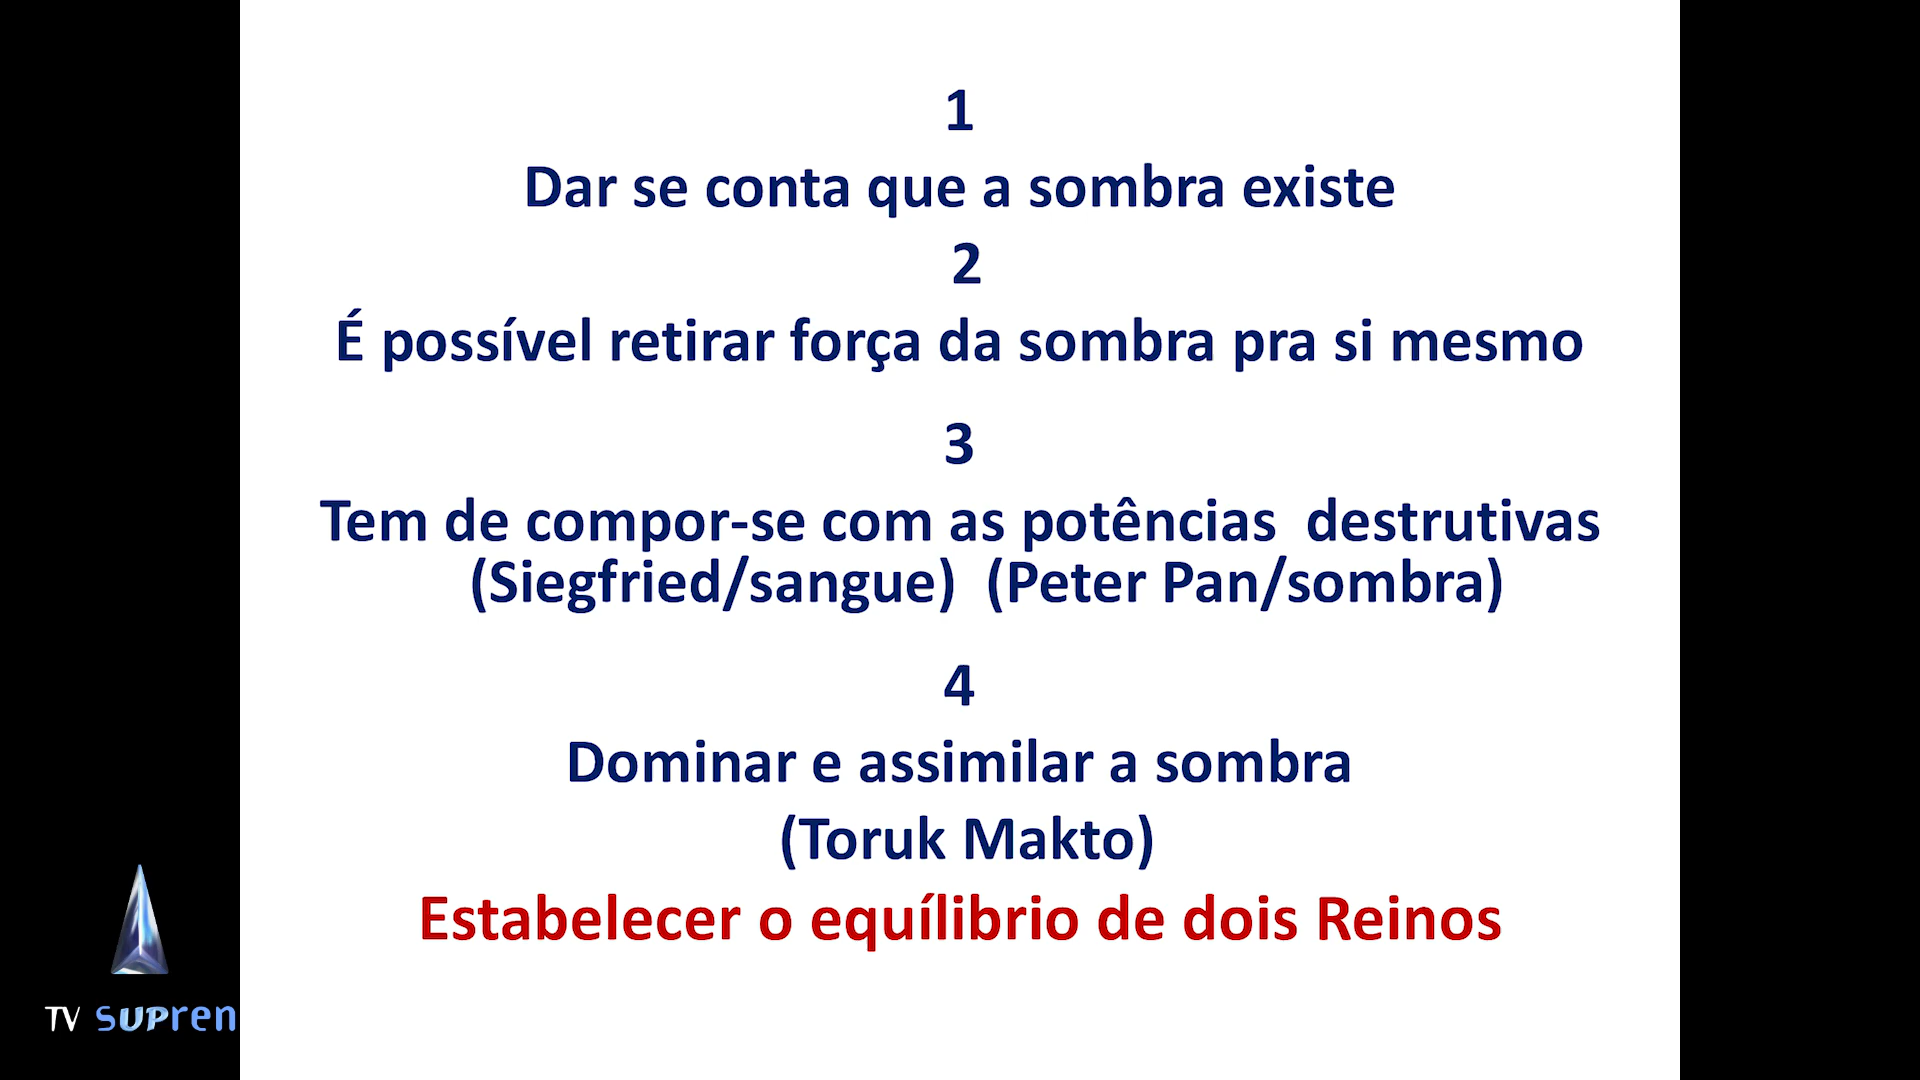 1
Dar se conta que a sombra existe
2
É possível retirar força da sombra pra si mesmo
3
Tem de compor-se com as potências  destrutivas
(Siegfried/sangue)  (Peter Pan/sombra)
4
Dominar e assimilar a sombra
(Toruk Makto)
Estabelecer o equílibrio de dois Reinos
TV SUPREN